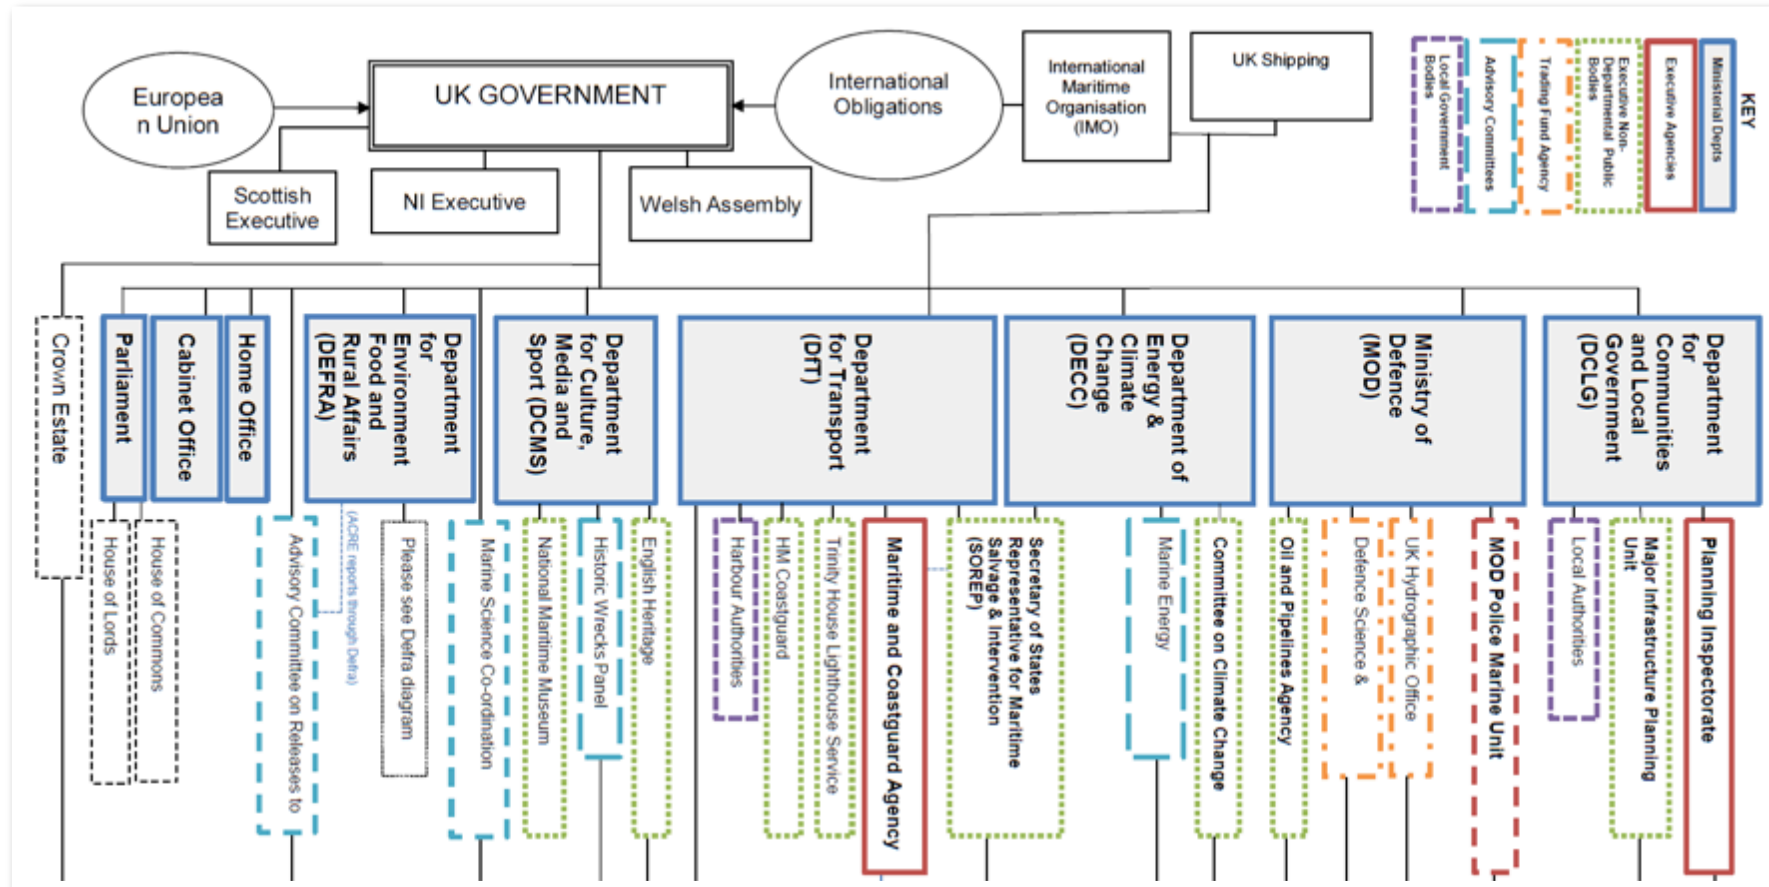 Europea
n Union
UK GOVERNMENT
International
Obligations
International
Maritime
Organisation
(IMO)
UK Shipping
KEY
Ministerial Depts
Executive Agencies
Executive Non-
Departmental Public
Bodies
Trading Fund Agency
Advisory Committees
Local Government
Bodies
Scottish
Executive
NI Executive
Welsh Assembly
Crown Estate
Parliament
Cabinet Office
Home Office
Department
for
Environment
Food and
Rural Affairs
(DEFRA)
Department
for Culture,
Media and
Sport (DCMS)
Department
for Transport
(DfT)
Department of
Energy &
Climate
Change
(DECC)
Ministry of
Defence
(MOD)
Department
for
Communities
and Local
Government
(DCLG)
House of Lords
House of Commons
Advisory Committee on Releases to
(ACRE reports through Defra)
Please see Defra diagram
Marine Science Co-ordination
National Maritime Museum
Historic Wrecks Panel
English Heritage
Harbour Authorities
HM Coastguard
Trinity House Lighthouse Service
Maritime and Coastguard Agency
Secretary of States
Representative for Maritime
Salvage & Intervention
(SOREP)
Marine Energy
Committee on Climate Change
Oil and Pipelines Agency
Defence Science &
UK Hydrographic Office
MOD Police Marine Unit
Local Authorities
Major Infrastructure Planning
Unit
Planning Inspectorate